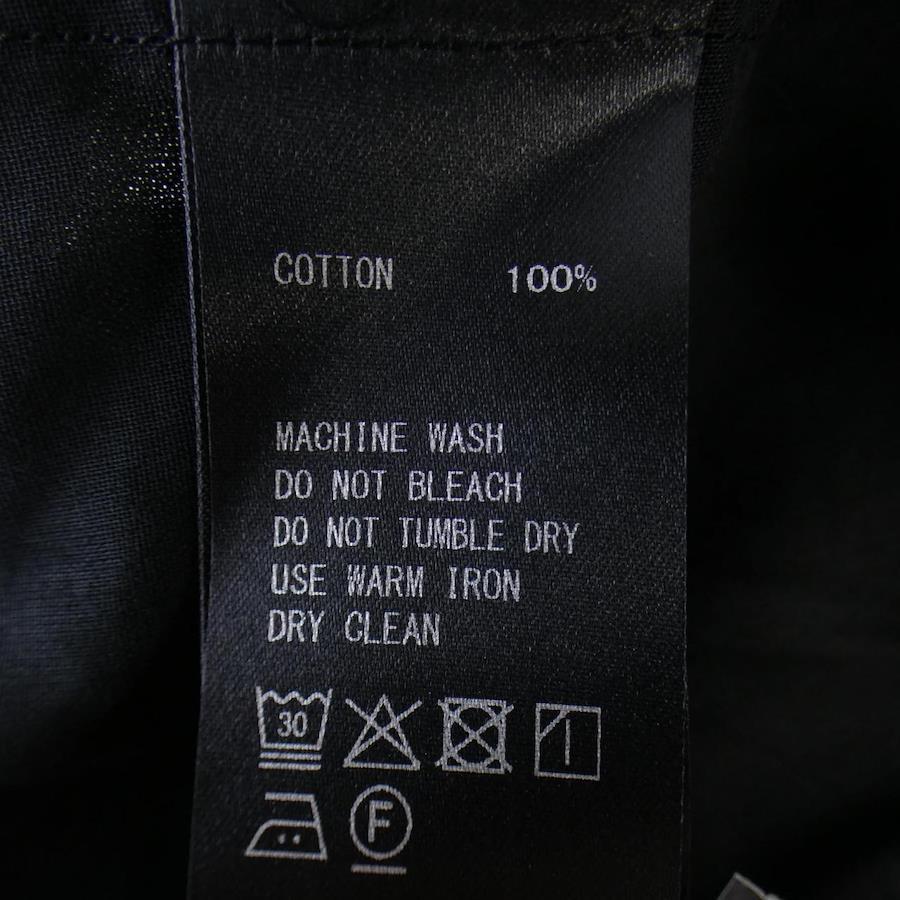 COTTON 100%
MACHINE WASH
DO NOT BLEACH
DO NOT TUMBLE DRY
USE WARM IRON
DRY CLEAN
30
F